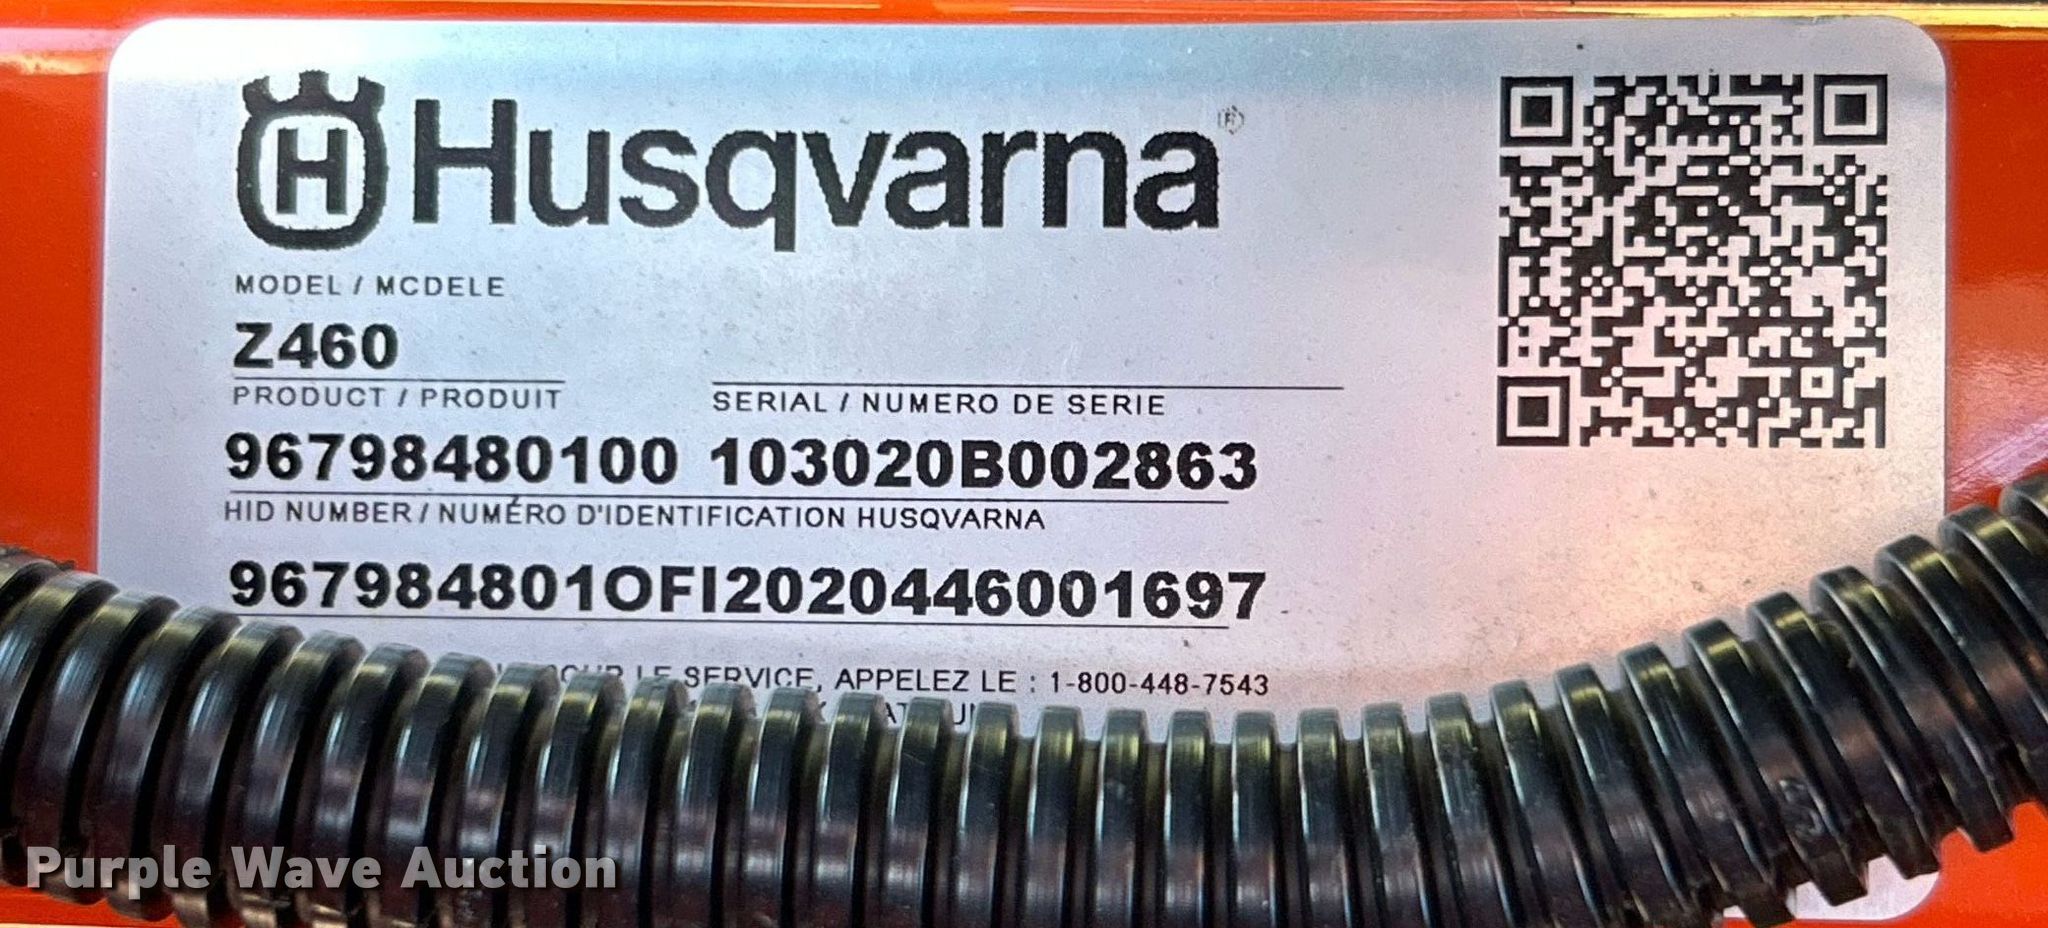 H Husqvarna®
MODEL / MCDELE
Z460
PRODUCT / PRODUIT SERIAL / NUMERO DE SERIE
96798480100 103020B002863
HID NUMBER / NUMÉRO D'IDENTIFICATION HUSQVARNA
967984801OFI2020446001697
LE SERVICE, APPELEZ LE : 1-800-448-7543
Purple Wave Auction